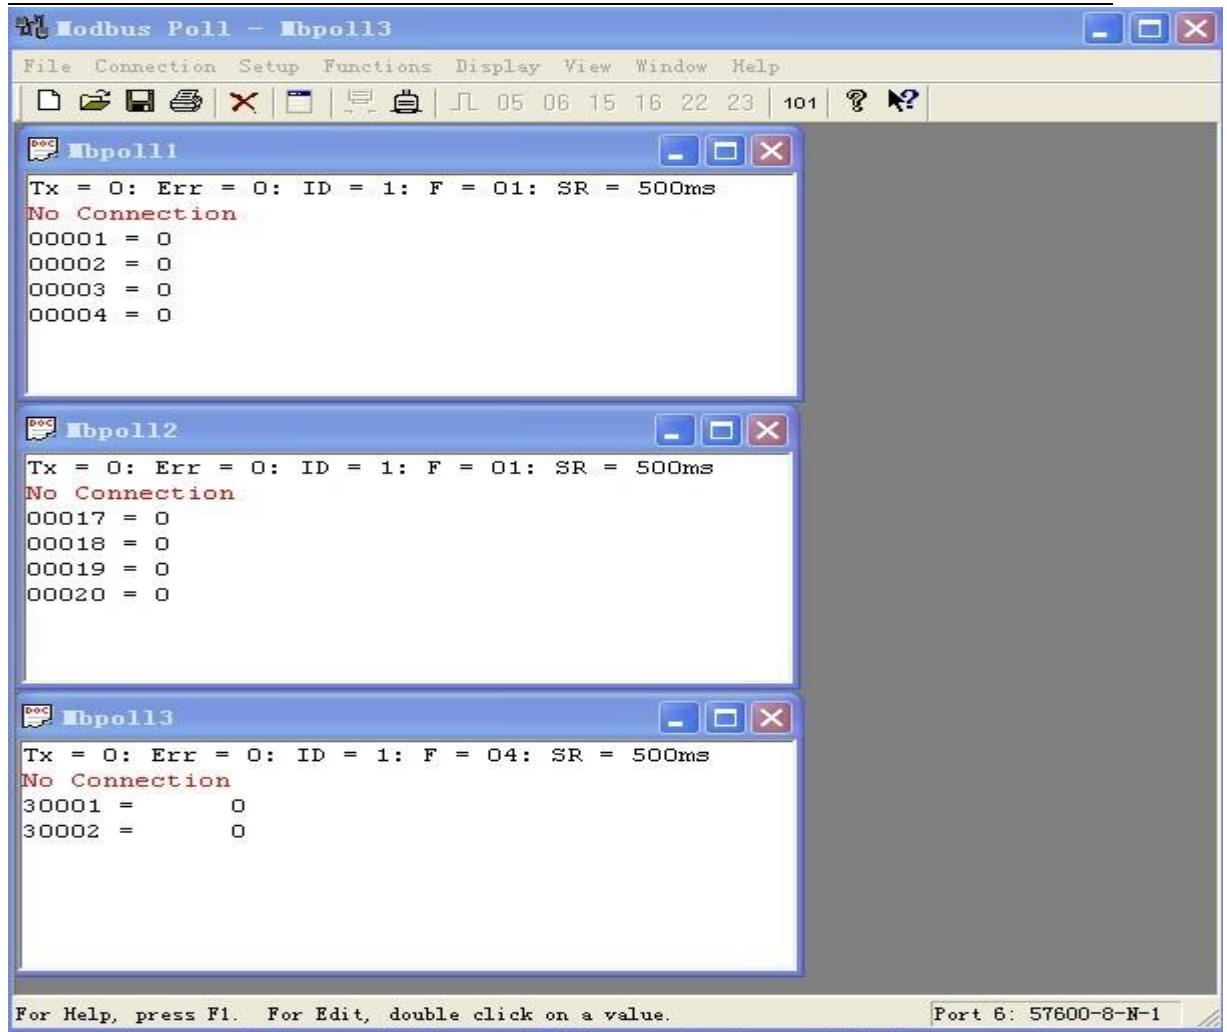 Modbus Poll - Mbpoll3
File Connection Setup Functions Display View Window Help
05 06 15 16 22 23 101
Mbpoll1
Tx = 0: Err = 0: ID = 1: F = 01: SR = 500ms
No Connection
00001 = 0
00002 = 0
00003 = 0
00004 = 0
Mbpoll2
Tx = 0: Err = 0: ID = 1: F = 01: SR = 500ms
No Connection
00017 = 0
00018 = 0
00019 = 0
00020 = 0
Mbpoll3
Tx = 0: Err = 0: ID = 1: F = 04: SR = 500ms
No Connection
30001 = 0
30002 = 0
For Help, press F1. For Edit, double click on a value. Port 6: 57600-8-N-1